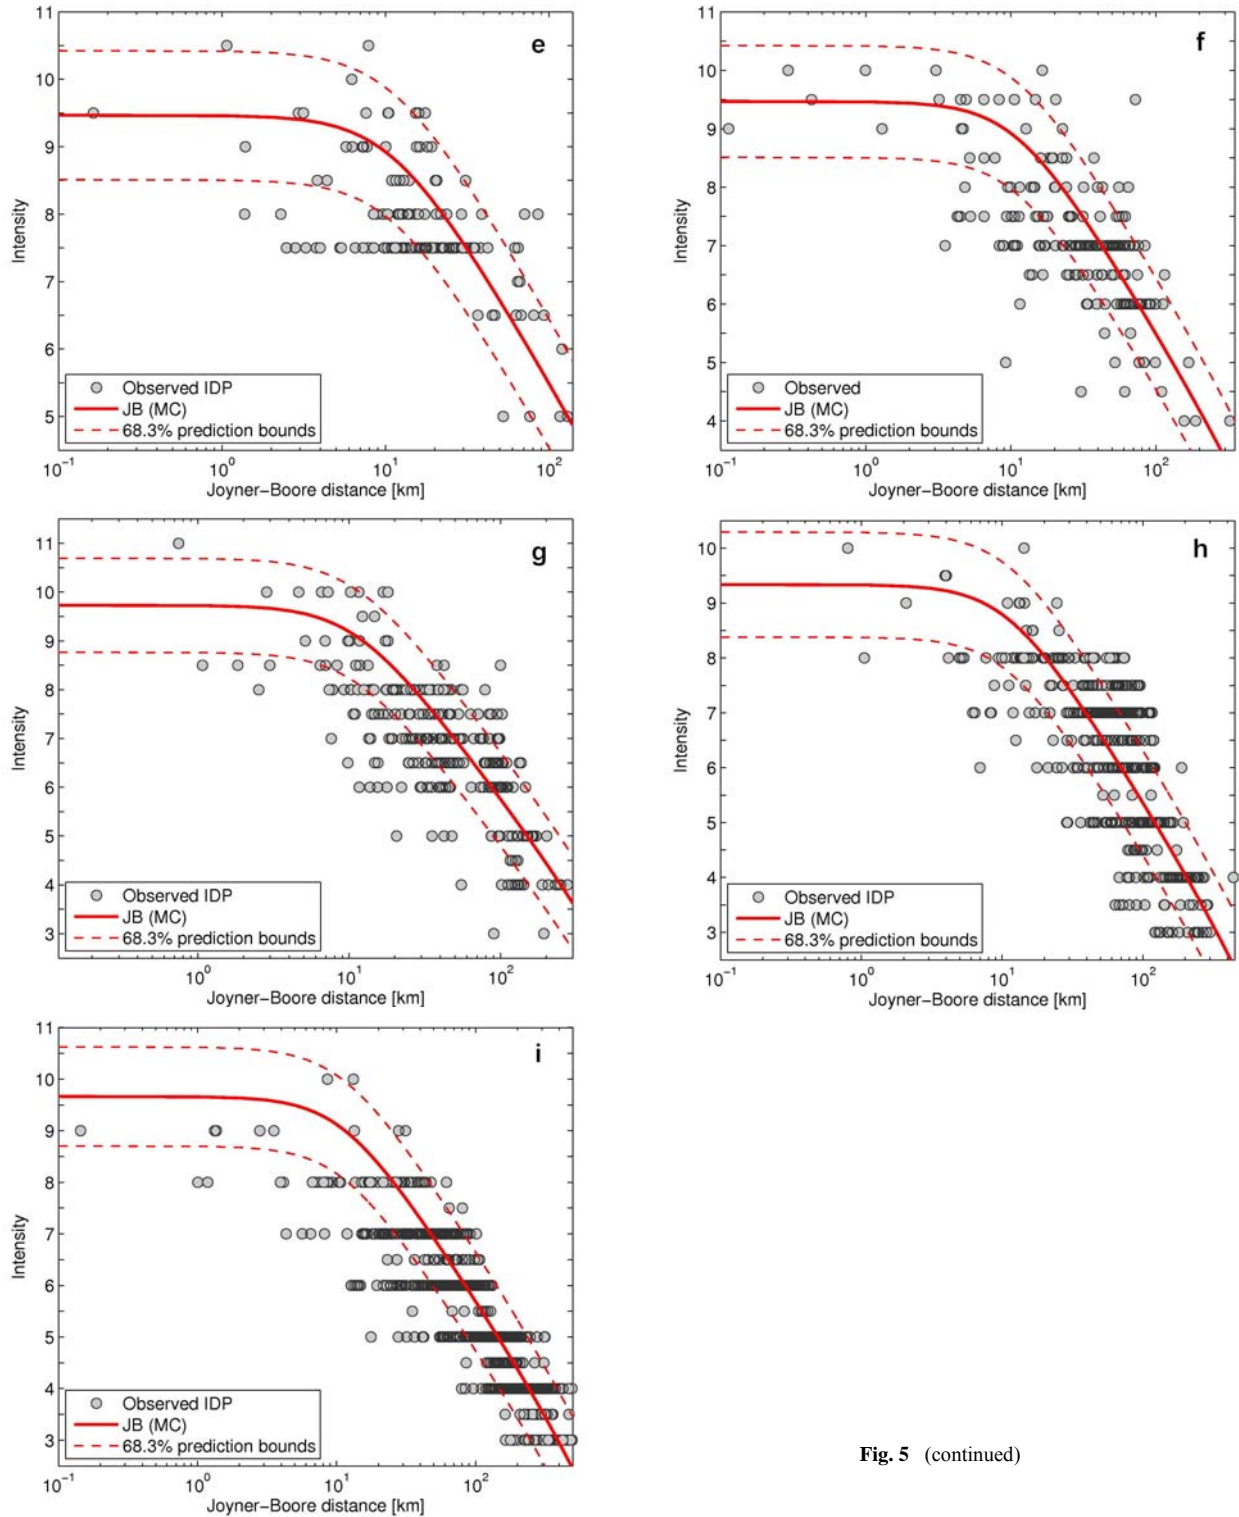 e
11
10
9
8
7
6
5
Intensity
Observed IDP
JB (MC)
68.3% prediction bounds
10⁻¹ 10⁰ 10¹ 10²
Joyner−Boore distance [km]
f
11
10
9
8
7
6
5
4
Intensity
Observed
JB (MC)
68.3% prediction bounds
10⁻¹ 10⁰ 10¹ 10²
Joyner−Boore distance [km]
g
11
10
9
8
7
6
5
4
3
Intensity
Observed IDP
JB (MC)
68.3% prediction bounds
10⁰ 10¹ 10²
Joyner−Boore distance [km]
h
10
9
8
7
6
5
4
3
Intensity
Observed IDP
JB (MC)
68.3% prediction bounds
10⁻¹ 10⁰ 10¹ 10²
Joyner−Boore distance [km]
i
11
10
9
8
7
6
5
4
3
Intensity
Observed IDP
JB (MC)
68.3% prediction bounds
10⁻¹ 10⁰ 10¹ 10²
Joyner−Boore distance [km]
Fig. 5 (continued)